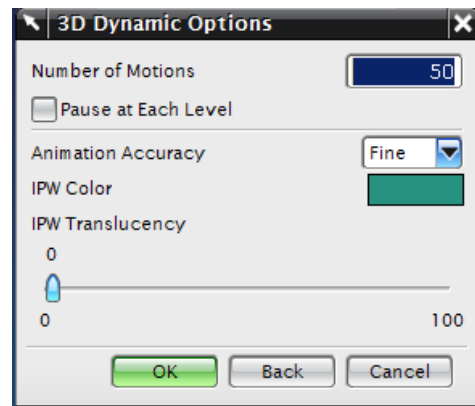 3D Dynamic Options
Number of Motions 50
Pause at Each Level
Animation Accuracy Fine
IPW Color
IPW Translucency
0
0 100
OK Back Cancel